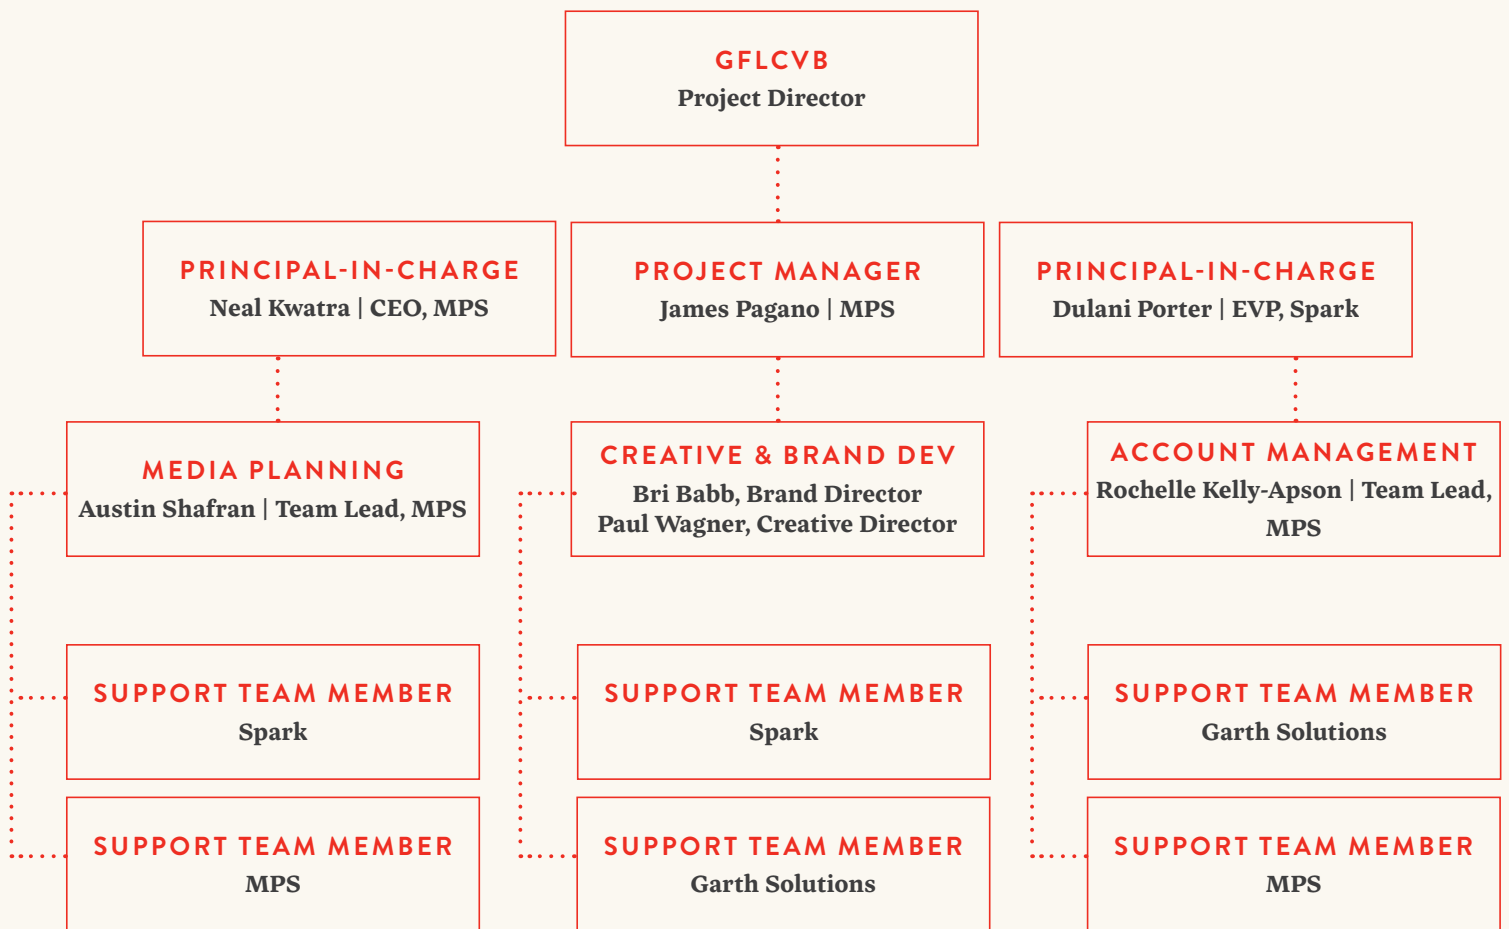 GFLCVB
Project Director
PRINCIPAL-IN-CHARGE
Neal Kwatra | CEO, MPS
PROJECT MANAGER
James Pagano | MPS
PRINCIPAL-IN-CHARGE
Dulani Porter | EVP, Spark
MEDIA PLANNING
Austin Shafran | Team Lead, MPS
CREATIVE & BRAND DEV
Bri Babb, Brand Director
Paul Wagner, Creative Director
ACCOUNT MANAGEMENT
Rochelle Kelly-Apson | Team Lead,
MPS
SUPPORT TEAM MEMBER
Spark
SUPPORT TEAM MEMBER
Spark
SUPPORT TEAM MEMBER
Garth Solutions
SUPPORT TEAM MEMBER
MPS
SUPPORT TEAM MEMBER
Garth Solutions
SUPPORT TEAM MEMBER
MPS